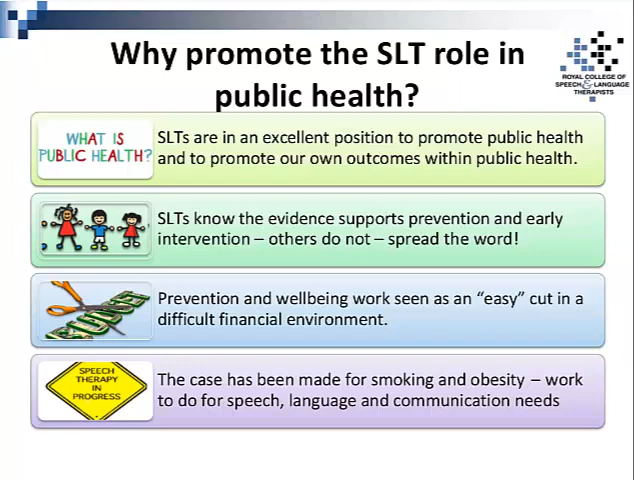 Why promote the SLT role in
public health?
ROYAL COLLEGE OF
SPEECH & LANGUAGE
THERAPISTS
WHAT IS
PUBLIC HEALTH?
SLTs are in an excellent position to promote public health
and to promote our own outcomes within public health.
SLTs know the evidence supports prevention and early
intervention – others do not – spread the word!
BUDGET
Prevention and wellbeing work seen as an “easy” cut in a
difficult financial environment.
SPEECH
THERAPY
IN
PROGRESS
The case has been made for smoking and obesity – work
to do for speech, language and communication needs